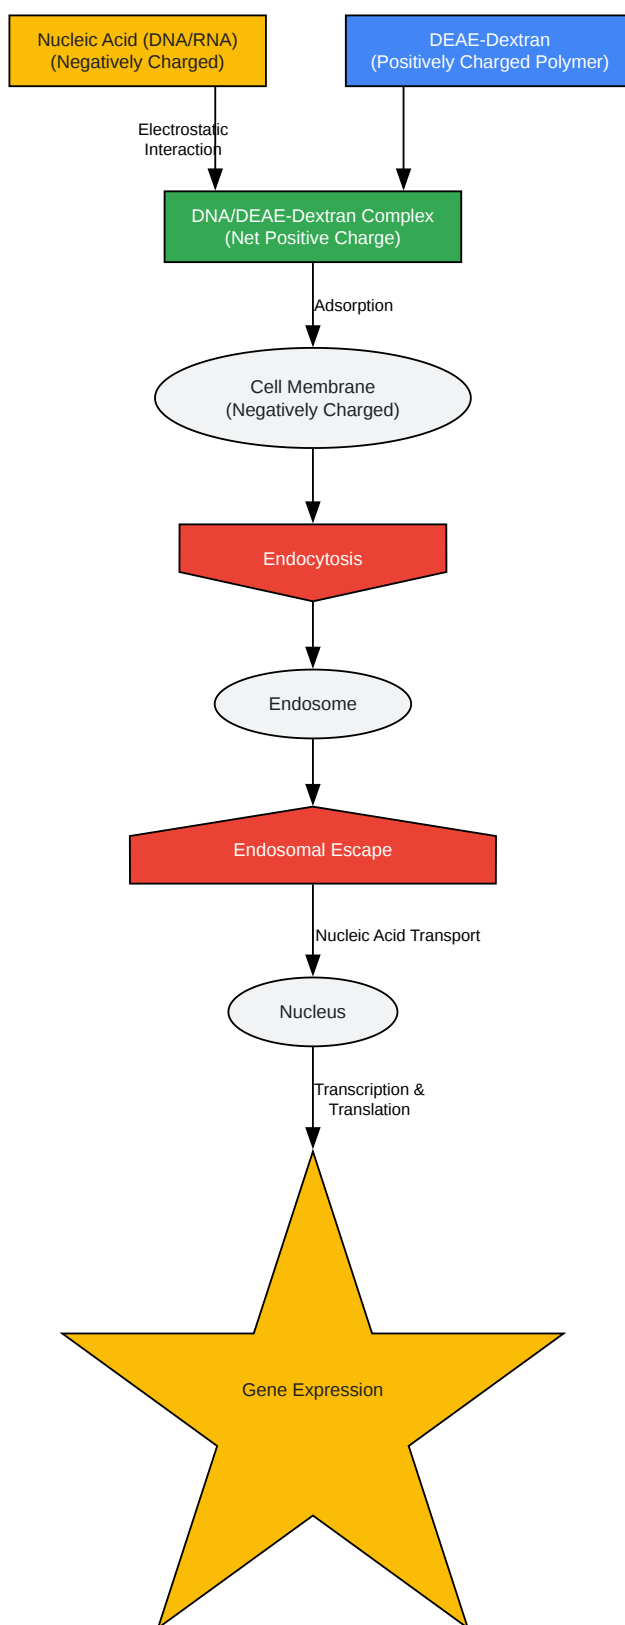 Nucleic Acid (DNA/RNA)
(Negatively Charged)
DEAE-Dextran
(Positively Charged Polymer)
Electrostatic
Interaction
DNA/DEAE-Dextran Complex
(Net Positive Charge)
Adsorption
Cell Membrane
(Negatively Charged)
Endocytosis
Endosome
Endosomal Escape
Nucleic Acid Transport
Nucleus
Transcription &
Translation
Gene Expression